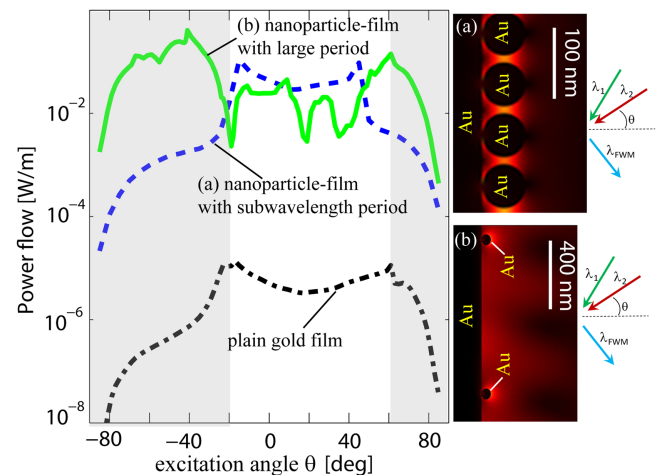 Power flow [W/m]
10⁻²
10⁻⁴
10⁻⁶
10⁻⁸
(b) nanoparticle-film
with large period
(a) nanoparticle-film
with subwavelength period
plain gold film
−80
−40
0
40
80
excitation angle θ [deg]
(a)
Au
Au
Au
Au
Au
100 nm
λ₁
λ₂
θ
λFWM
(b)
Au
Au
Au
400 nm
λ₁
λ₂
θ
λFWM